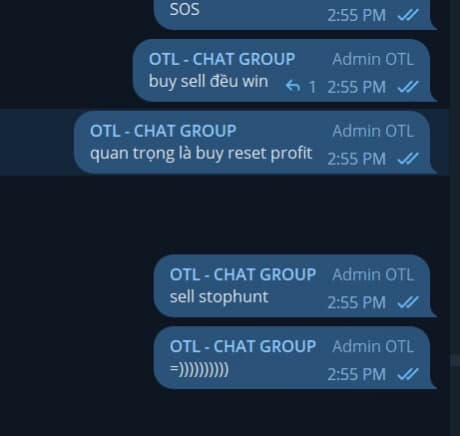 SOS
2:55 PM
OTL - CHAT GROUP Admin OTL
buy sell đều win 1 2:55 PM
OTL - CHAT GROUP Admin OTL
quan trọng là buy reset profit 2:55 PM
OTL - CHAT GROUP Admin OTL
sell stophunt 2:55 PM
OTL - CHAT GROUP Admin OTL
=))))))))))) 2:55 PM